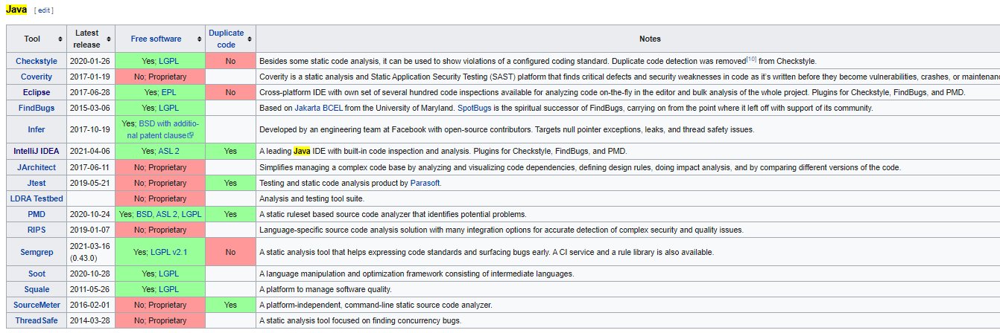 Java [ edit ]
Tool Latest release Free software Duplicate code Notes
Checkstyle 2020-01-26 Yes; LGPL No Besides some static code analysis, it can be used to show violations of a configured coding standard. Duplicate code detection was removed[10] from Checkstyle.
Coverity 2017-01-19 No; Proprietary Coverity is a static analysis and Static Application Security Testing (SAST) platform that finds critical defects and security weaknesses in code as it's written before they become vulnerabilities, crashes, or maintenanc
Eclipse 2017-06-28 Yes; EPL No Cross-platform IDE with own set of several hundred code inspections available for analyzing code on-the-fly in the editor and bulk analysis of the whole project. Plugins for Checkstyle, FindBugs, and PMD.
FindBugs 2015-03-06 Yes; LGPL Based on Jakarta BCEL from the University of Maryland. SpotBugs is the spiritual successor of FindBugs, carrying on from the point where it left off with support of its community.
Infer 2017-10-19 Yes; BSD with additio-
nal patent clause Developed by an engineering team at Facebook with open-source contributors. Targets null pointer exceptions, leaks, and thread safety issues.
IntelliJ IDEA 2021-04-06 Yes; ASL 2 Yes A leading Java IDE with built-in code inspection and analysis. Plugins for Checkstyle, FindBugs, and PMD.
JArchitect 2017-06-11 No; Proprietary Simplifies managing a complex code base by analyzing and visualizing code dependencies, defining design rules, doing impact analysis, and by comparing different versions of the code.
Jtest 2019-05-21 No; Proprietary Yes Testing and static code analysis product by Parasoft.
LDRA Testbed No; Proprietary Analysis and testing tool suite.
PMD 2020-10-24 Yes; BSD, ASL 2, LGPL Yes A static ruleset based source code analyzer that identifies potential problems.
RIPS 2019-01-07 No; Proprietary Language-specific source code analysis solution with many integration options for accurate detection of complex security and quality issues.
Semgrep 2021-03-16
(0.43.0) Yes; LGPL v2.1 No A static analysis tool that helps expressing code standards and surfacing bugs early. A CI service and a rule library is also available.
Soot 2020-10-28 Yes; LGPL A language manipulation and optimization framework consisting of intermediate languages.
Squale 2011-05-26 Yes; LGPL A platform to manage software quality.
SourceMeter 2016-02-01 No; Proprietary Yes A platform-independent, command-line static source code analyzer.
ThreadSafe 2014-03-28 No; Proprietary A static analysis tool focused on finding concurrency bugs.